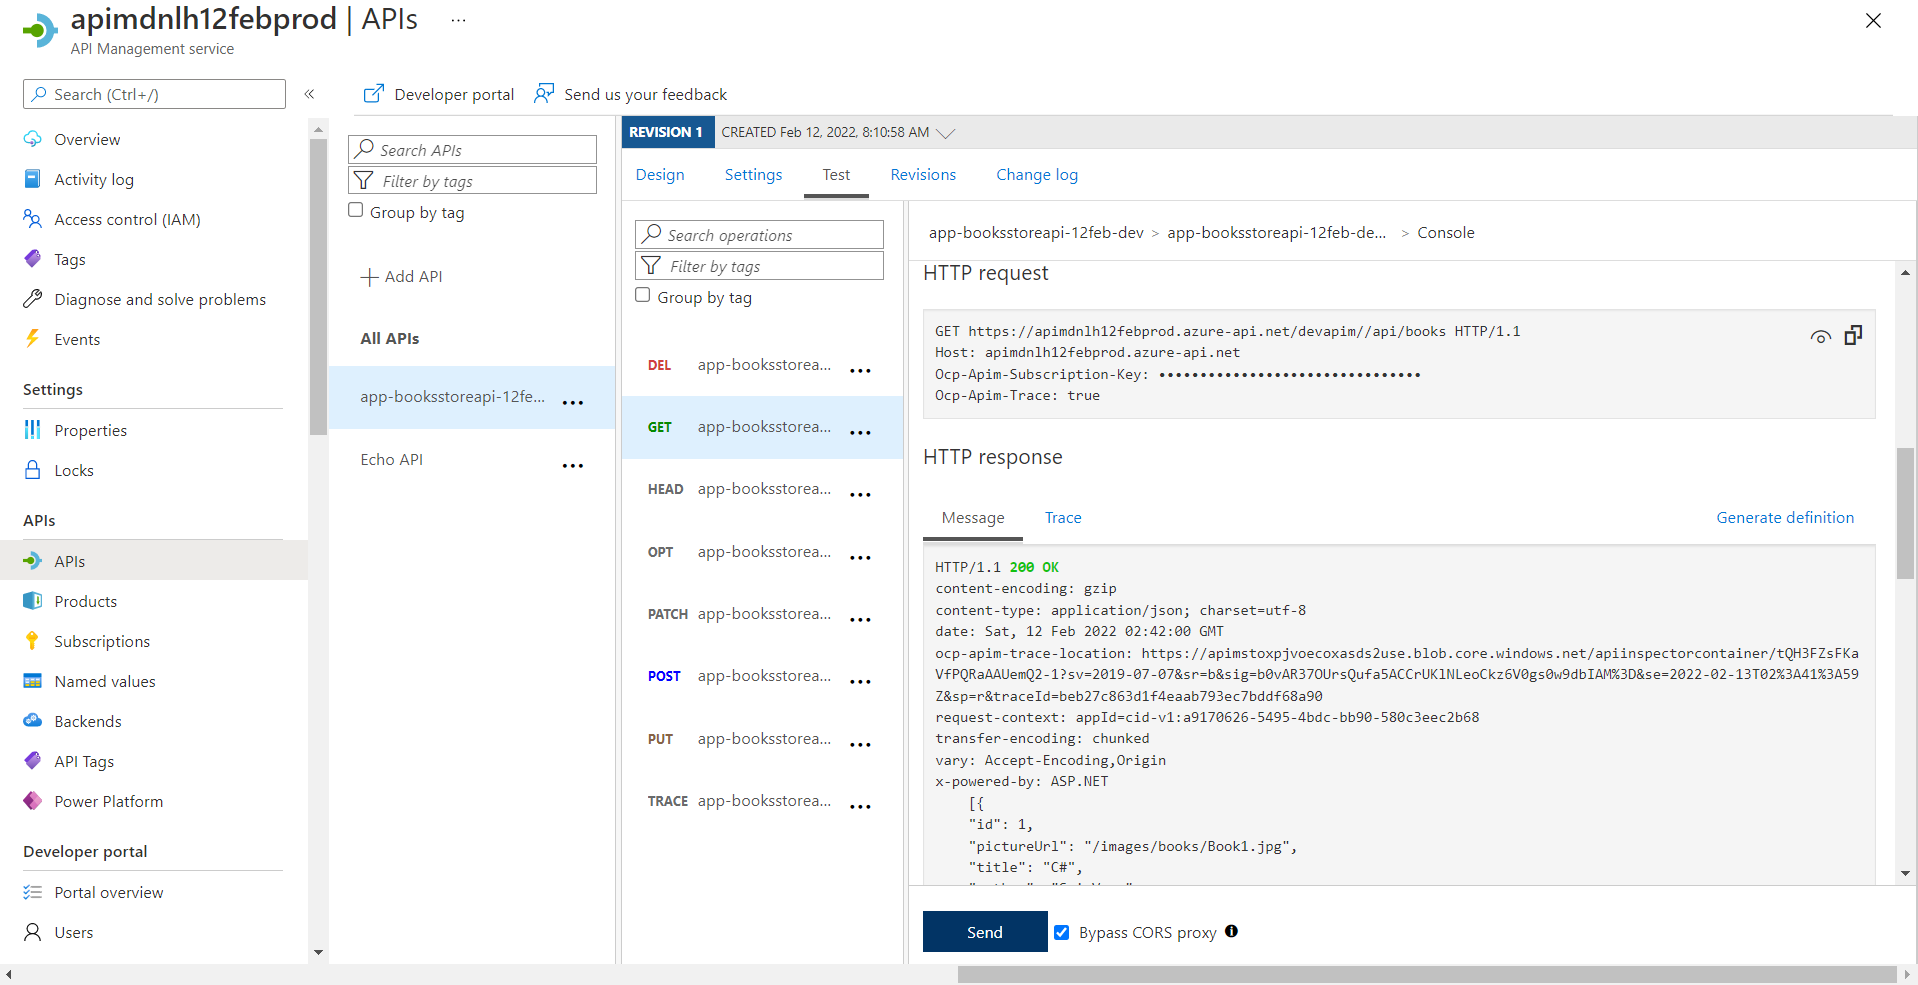 apimdnlh12febprod | APIs ...
API Management service
Search (Ctrl+/)
Overview
Activity log
Access control (IAM)
Tags
Diagnose and solve problems
Events
Settings
Properties
Locks
APIs
APIs
Products
Subscriptions
Named values
Backends
API Tags
Power Platform
Developer portal
Portal overview
Users
Developer portal
Send us your feedback
Search APIs
Filter by tags
Group by tag
Add API
All APIs
app-booksstoreapi-12fe...
Echo API
REVISION 1 CREATED Feb 12, 2022, 8:10:58 AM
Design Settings Test Revisions Change log
Search operations
Filter by tags
Group by tag
DEL app-booksstorea...
GET app-booksstorea...
HEAD app-booksstorea...
OPT app-booksstorea...
PATCH app-booksstorea...
POST app-booksstorea...
PUT app-booksstorea...
TRACE app-booksstorea...
app-booksstoreapi-12feb-dev > app-booksstoreapi-12feb-de... > Console
HTTP request
GET https://apimdnlh12febprod.azure-api.net/devapim//api/books HTTP/1.1
Host: apimdnlh12febprod.azure-api.net
Ocp-Apim-Subscription-Key: ••••••••••••••••••••••••••••••••
Ocp-Apim-Trace: true
HTTP response
Message Trace Generate definition
HTTP/1.1 200 OK
content-encoding: gzip
content-type: application/json; charset=utf-8
date: Sat, 12 Feb 2022 02:42:00 GMT
ocp-apim-trace-location: https://apimstoxpjvoecoxasds2use.blob.core.windows.net/apiinspectorcontainer/tQH3FZsFKa
VfPQRaAAUemQ2-1?sv=2019-07-07&sr=b&sig=b0vAR37OUrsQufa5ACCrUKlNLeoCkz6V0gs0w9dbIAM%3D&se=2022-02-13T02%3A41%3A59
Z&sp=r&traceId=beb27c863d1f4eaab793ec7bddf68a90
request-context: appId=cid-v1:a9170626-5495-4bdc-bb90-580c3eec2b68
transfer-encoding: chunked
vary: Accept-Encoding,Origin
x-powered-by: ASP.NET
[{
"id": 1,
"pictureUrl": "/images/books/Book1.jpg",
"title": "C#",
Send
Bypass CORS proxy